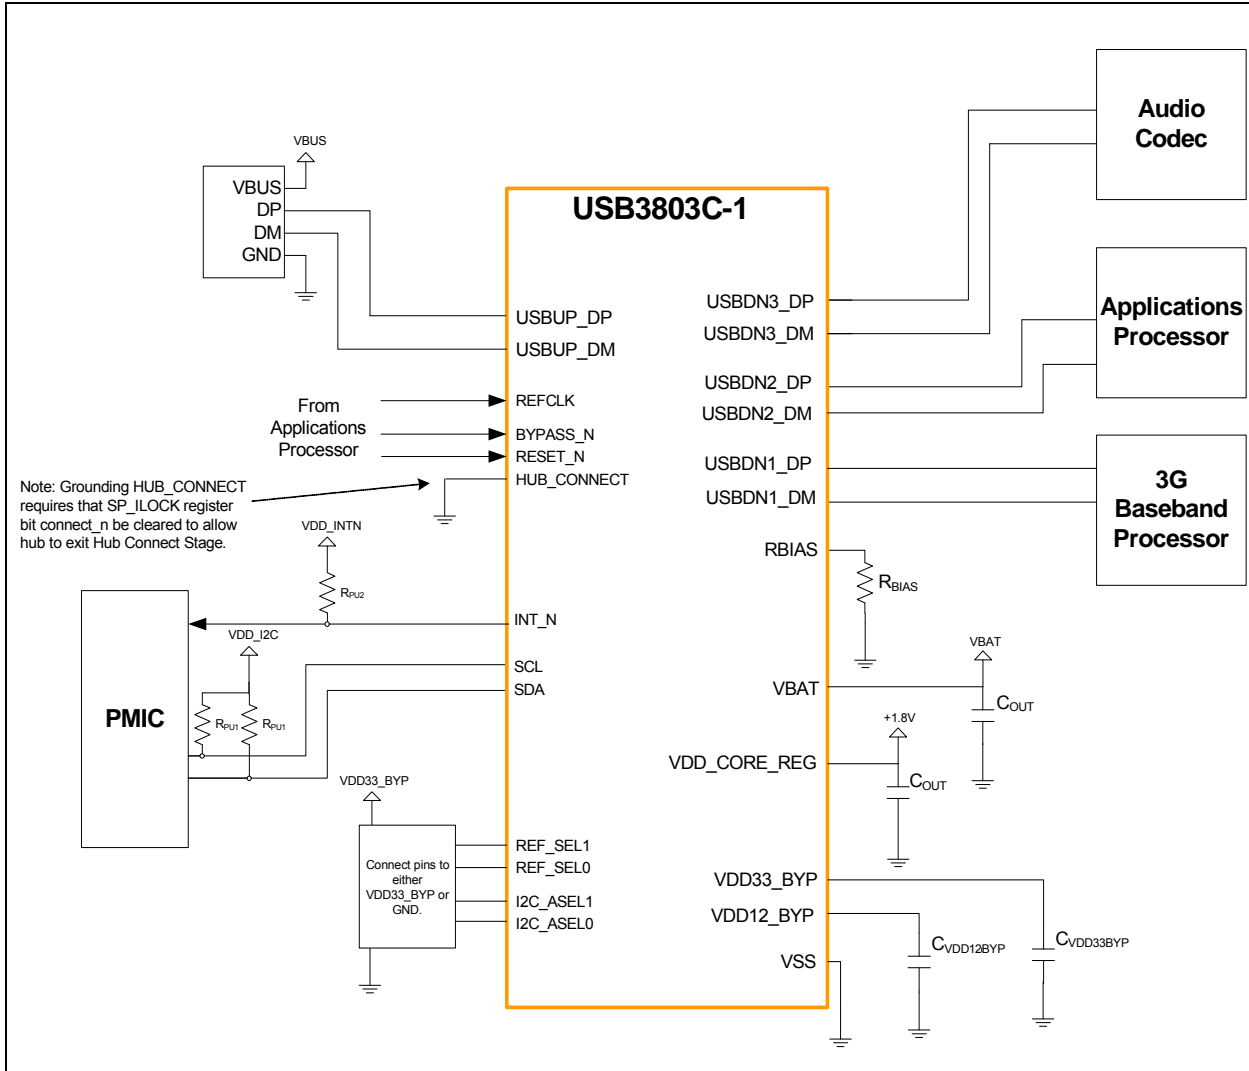 Audio
Codec
VBUS
VBUS
DP
DM
GND
USB3803C-1
USBUP_DP
USBUP_DM
USBDN3_DP
USBDN3_DM
Applications
Processor
USBDN2_DP
USBDN2_DM
From
Applications
Processor
REFCLK
BYPASS_N
RESET_N
HUB_CONNECT
USBDN1_DP
USBDN1_DM
3G
Baseband
Processor
Note: Grounding HUB_CONNECT
requires that SP_ILOCK register
bit connect_n be cleared to allow
hub to exit Hub Connect Stage.
VDD_INTN
RPU2
RBIAS
RBIAS
INT_N
VDD_I2C
SCL
SDA
PMIC
RPU1
RPU1
VBAT
VBAT
COUT
+1.8V
VDD_CORE_REG
COUT
VDD33_BYP
Connect pins to
either
VDD33_BYP or
GND.
REF_SEL1
REF_SEL0
I2C_ASEL1
I2C_ASEL0
VDD33_BYP
VDD12_BYP
VSS
CVDD12BYP
CVDD33BYP